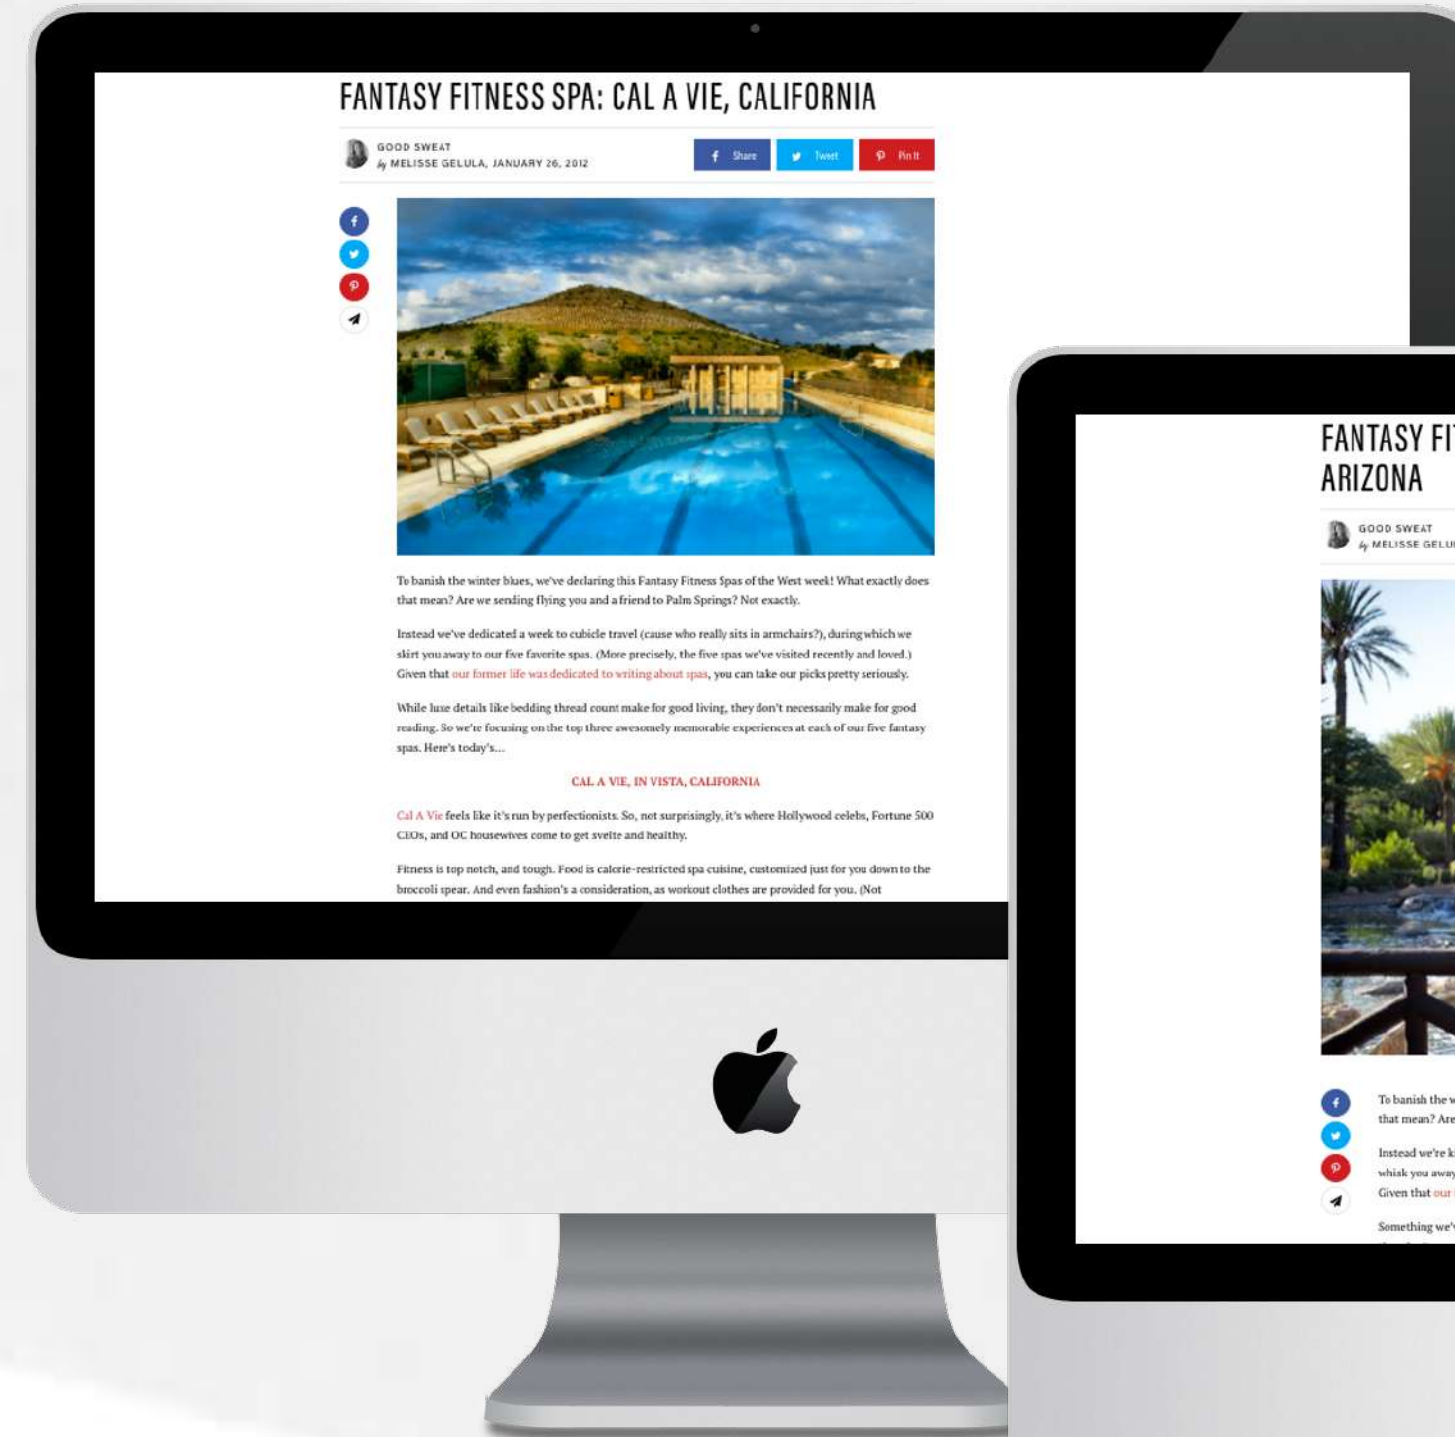 FANTASY FITNESS SPA: CAL A VIE, CALIFORNIA
GOOD SWEAT
by MELISSE GELULA, JANUARY 26, 2012
Share
Tweet
Pin It
To banish the winter blues, we've declaring this Fantasy Fitness Spas of the West week! What exactly does
that mean? Are we sending flying you and a friend to Palm Springs? Not exactly.
Instead we've dedicated a week to cubicle travel (cause who really sits in armchairs?), during which we
skirt you away to our five favorite spas. (More precisely, the five spas we've visited recently and loved.)
Given that our former life was dedicated to writing about spas, you can take our picks pretty seriously.
While luxe details like bedding thread count make for good living, they don't necessarily make for good
reading. So we're focusing on the top three awesomely memorable experiences at each of our five fantasy
spas. Here's today's...
CAL A VIE, IN VISTA, CALIFORNIA
Cal A Vie feels like it's run by perfectionists. So, not surprisingly, it's where Hollywood celebs, Fortune 500
CEOs, and OC housewives come to get svelte and healthy.
Fitness is top notch, and tough. Food is calorie-restricted spa cuisine, customized just for you down to the
broccoli spear. And even fashion's a consideration, as workout clothes are provided for you. (Not
FANTASY FI
ARIZONA
GOOD SWEAT
by MELISSE GELU
To banish the w
that mean? Are
Instead we're k
whisk you away
Given that our
Something we'v